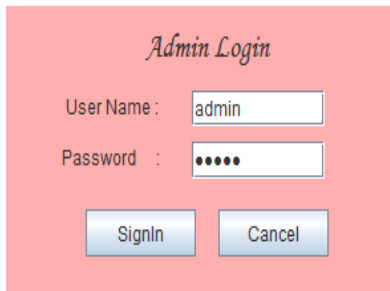 Admin Login
User Name : admin
Password : •••••
SignIn Cancel